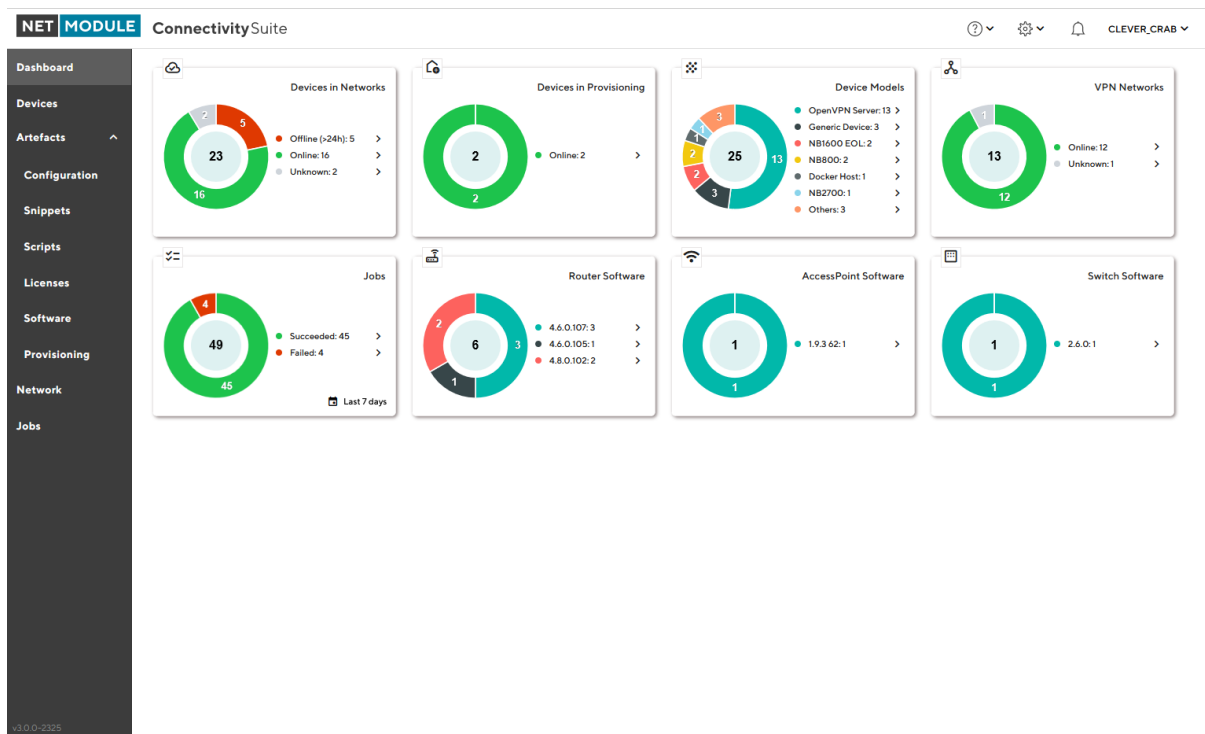 NET MODULE ConnectivitySuite
CLEVER_CRAB
Dashboard
Devices
Artefacts
Configuration
Snippets
Scripts
Licenses
Software
Provisioning
Network
Jobs
v3.0.0-2325
Devices in Networks
2
5
23
16
Offline (>24h): 5
Online: 16
Unknown: 2
Devices in Provisioning
2
2
Online: 2
Device Models
3
1
1
2
25
13
2
3
OpenVPN Server: 13
Generic Device: 3
NB1600 EOL: 2
NB800: 2
Docker Host: 1
NB2700: 1
Others: 3
VPN Networks
1
13
12
Online: 12
Unknown: 1
Jobs
4
49
45
Succeeded: 45
Failed: 4
Last 7 days
Router Software
2
6
3
1
4.6.0.107: 3
4.6.0.105: 1
4.8.0.102: 2
AccessPoint Software
1
1
1.9.3 62: 1
Switch Software
1
1
2.6.0: 1